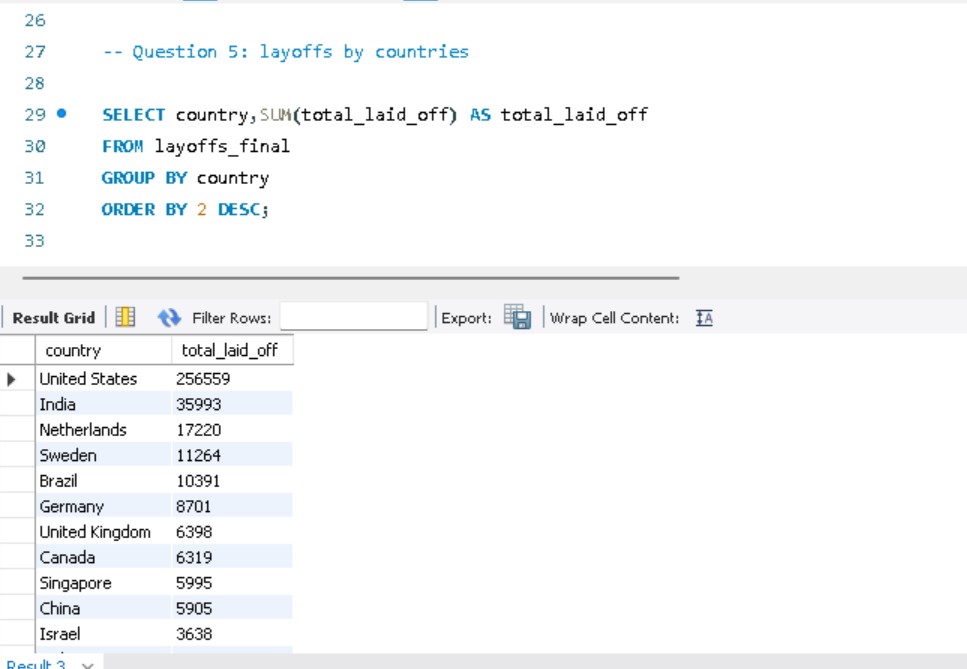 26
27 -- Question 5: layoffs by countries
28
29 SELECT country,SUM(total_laid_off) AS total_laid_off
30 FROM layoffs_final
31 GROUP BY country
32 ORDER BY 2 DESC;
33
Result Grid Filter Rows: Export: Wrap Cell Content: IA
country total_laid_off
United States 256559
India 35993
Netherlands 17220
Sweden 11264
Brazil 10391
Germany 8701
United Kingdom 6398
Canada 6319
Singapore 5995
China 5905
Israel 3638
Result 3